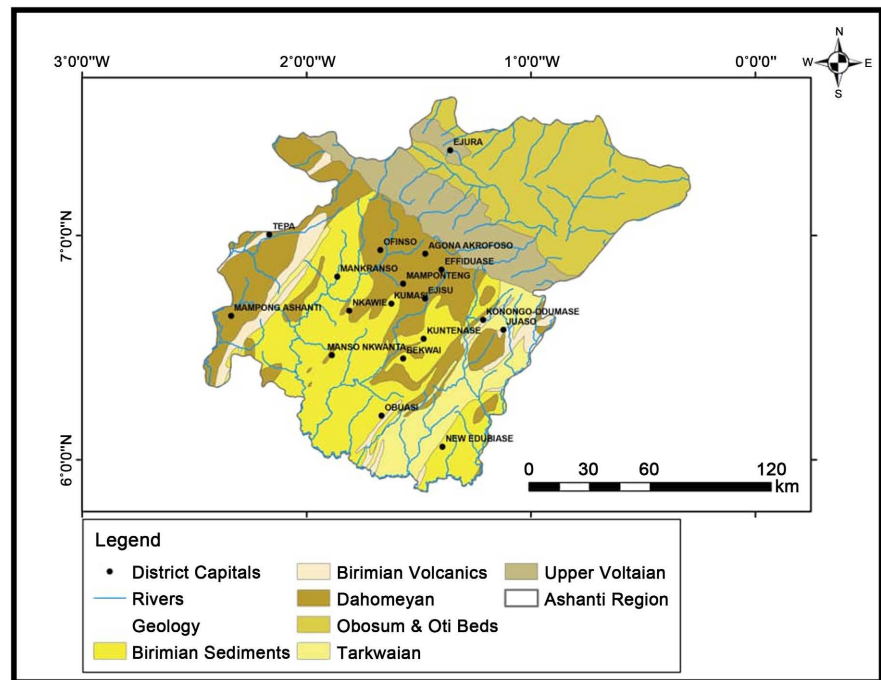 N
W E
S
3°0'0"W 2°0'0"W 1°0'0"W 0°0'0"
EJURA
TEPA
7°0'0"N
OFINSO
AGONA AKROFOSO
EFFIDUASE
MANKRANSO
MAMPONTENG
EJISU
KUMASI
NKAWIE
MAMPONG ASHANTI
KONONGO-ODUMASE
JUASO
KUNTENASE
MANSO NKWANTA
BEKWAI
OBUASI
NEW EDUBIASE
6°0'0"N
0 30 60 120
km
Legend
District Capitals
Rivers
Geology
Birimian Sediments
Birimian Volcanics
Dahomeyan
Obosum & Oti Beds
Tarkwaian
Upper Voltaian
Ashanti Region